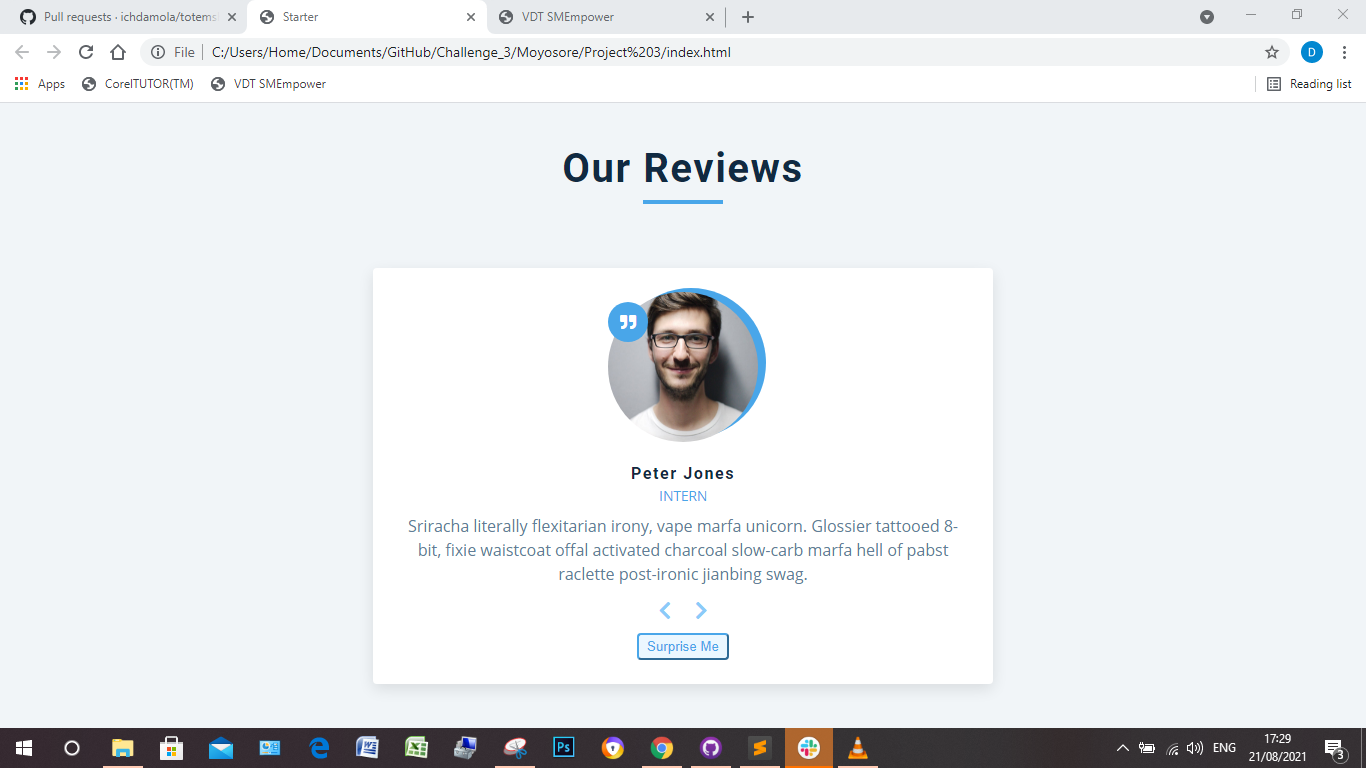 Pull requests · ichdamola/totems
Starter
VDT SMEmpower
File
C:/Users/Home/Documents/GitHub/Challenge_3/Moyosore/Project%203/index.html
D
Apps
CorelTUTOR(TM)
VDT SMEmpower
Reading list
Our Reviews
Peter Jones
INTERN
Sriracha literally flexitarian irony, vape marfa unicorn. Glossier tattooed 8-
bit, fixie waistcoat offal activated charcoal slow-carb marfa hell of pabst
raclette post-ironic jianbing swag.
Surprise Me
Ps
ENG
17:29
21/08/2021
3